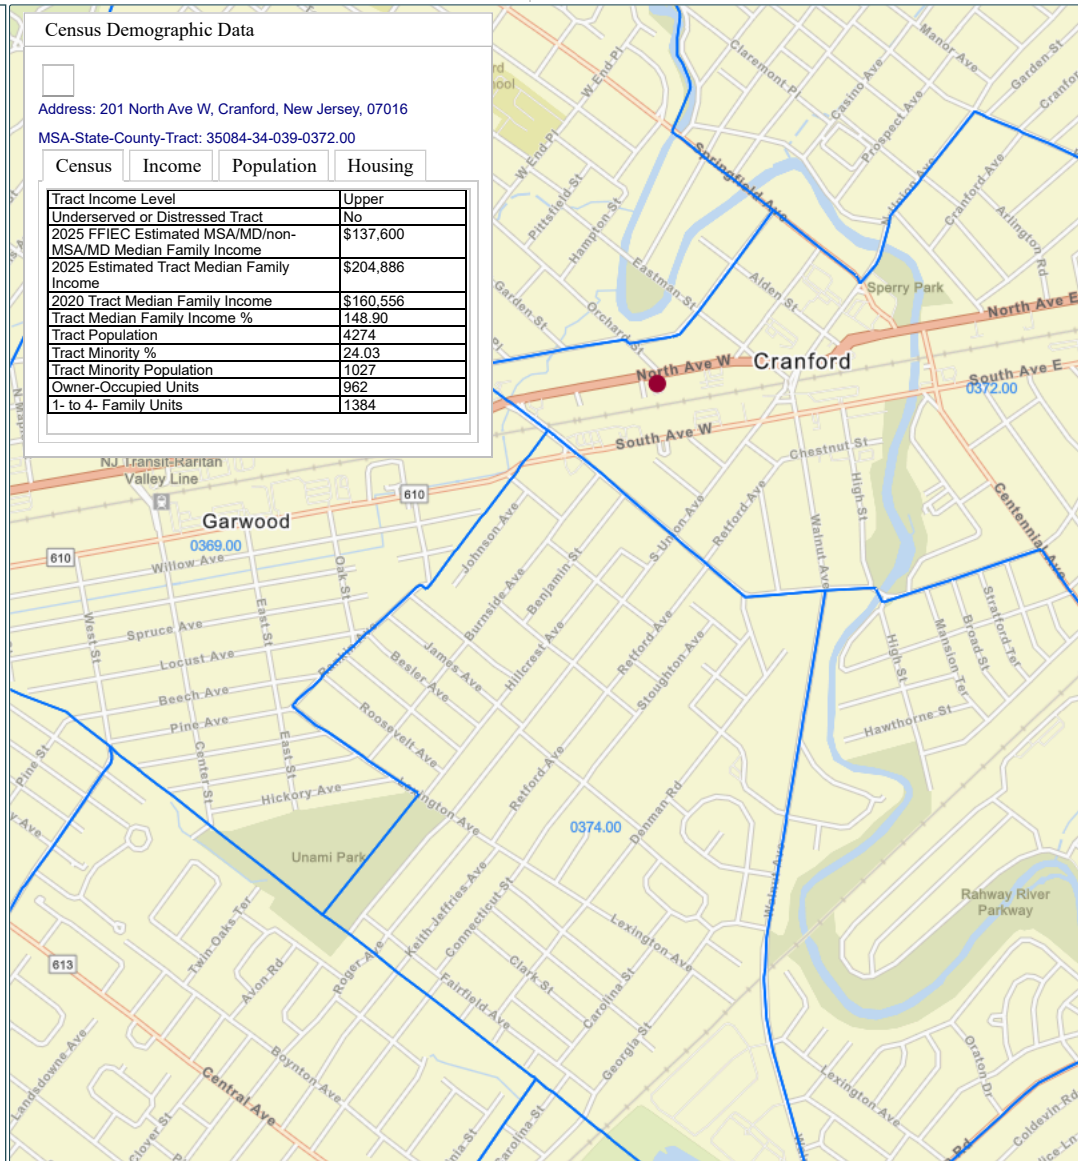 Census Demographic Data
Address: 201 North Ave W, Cranford, New Jersey, 07016
MSA-State-County-Tract: 35084-34-039-0372.00
Census
Income
Population
Housing
Tract Income Level Upper
Underserved or Distressed Tract No
2025 FFIEC Estimated MSA/MD/non-
MSA/MD Median Family Income $137,600
2025 Estimated Tract Median Family
Income $204,886
2020 Tract Median Family Income $160,556
Tract Median Family Income % 148.90
Tract Population 4274
Tract Minority % 24.03
Tract Minority Population 1027
Owner-Occupied Units 962
1- to 4- Family Units 1384
W End Pl
Claremont Pl
Manor Ave
Garden St
Casino Ave
Prospect Ave
W End Pl
Springfield Ave
N Union Ave
Cranford Ave
Arlington Rd
Pittsfield St
Hampton St
Eastman St
Alden St
Sperry Park
Garden St
Orchard St
North Ave E
North Ave W
Cranford
South Ave E
0372.00
South Ave W
Chestnut St
NJ Transit-Raritan
Valley Line
610
High St
Centennial Ave
Garwood
0369.00
Johnson Ave
S Union Ave
Retford Ave
Walnut Ave
610
Willow Ave
Oak St
Burnside Ave
Benjamin St
West St
Spruce Ave
East St
Locust Ave
James Ave
Besler Ave
Hillcrest Ave
Retford Ave
Stoughton Ave
High St
Mansion Ter
Broad St
Stratford Ter
Beech Ave
Pine Ave
Roosevelt Ave
Hawthorne St
Pine St
Center St
East St
Hickory Ave
Lexington Ave
Retford Ave
Denman Rd
0374.00
Unami Park
Walnut Ave
Rahway River
Parkway
Keith Jeffries Ave
Connecticut St
Lexington Ave
Twin Oaks Ter
Avon Rd
Roger Ave
613
Clark St
Carolina St
Fairfield Ave
Georgia St
Lansdowne Ave
Boynton Ave
Central Ave
Oraton Dr
Lexington Ave
Coldevin Rd
Clover St
Carolina St
Rd